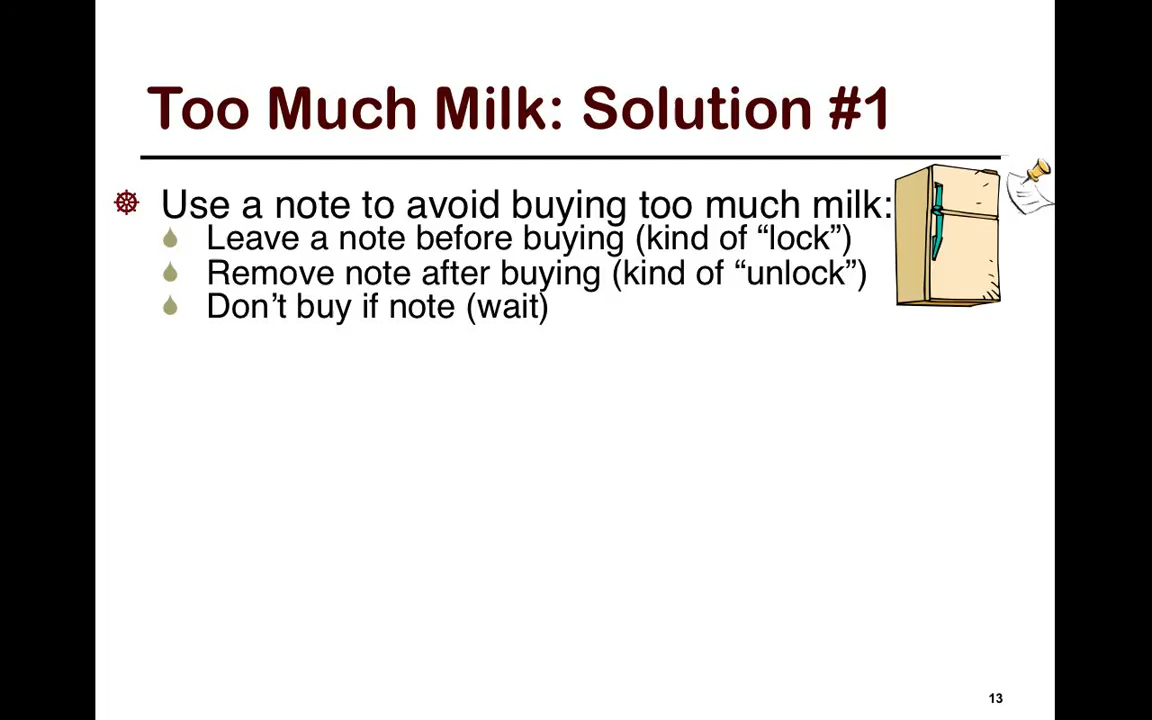 Too Much Milk: Solution #1
Use a note to avoid buying too much milk:
Leave a note before buying (kind of “lock”)
Remove note after buying (kind of “unlock”)
Don’t buy if note (wait)
13